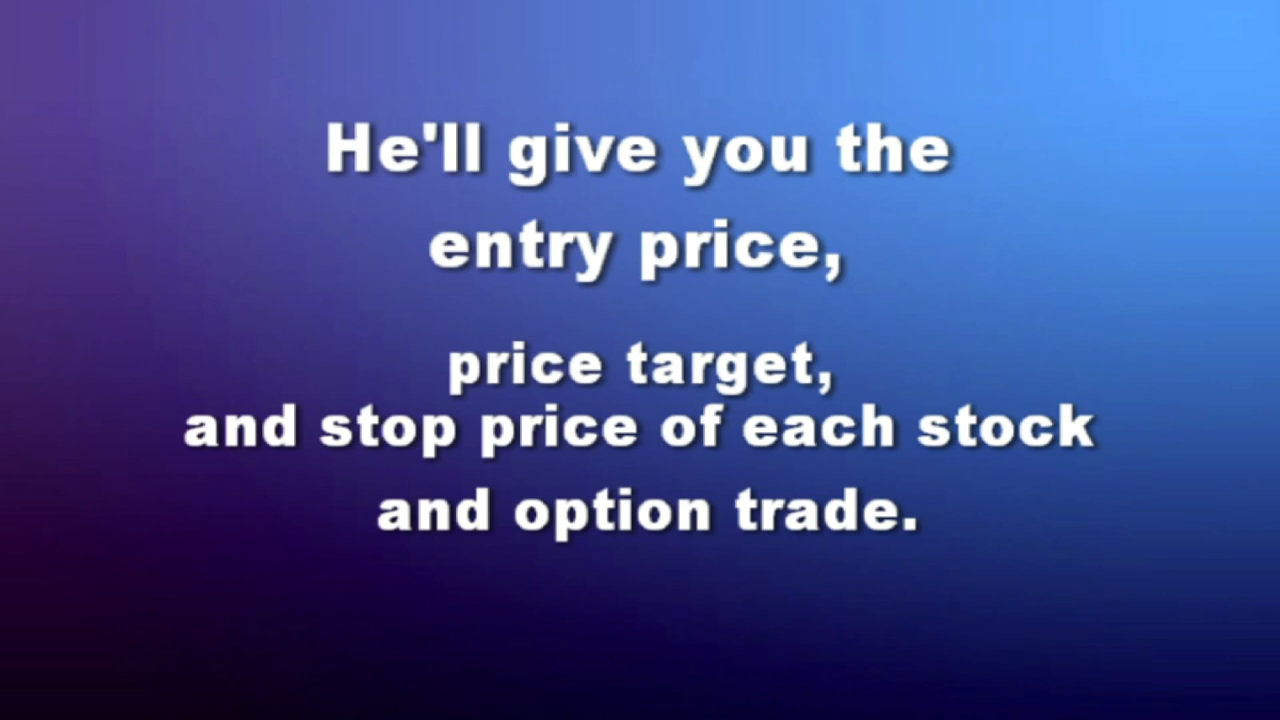 He'll give you the
entry price,
price target,
and stop price of each stock
and option trade.